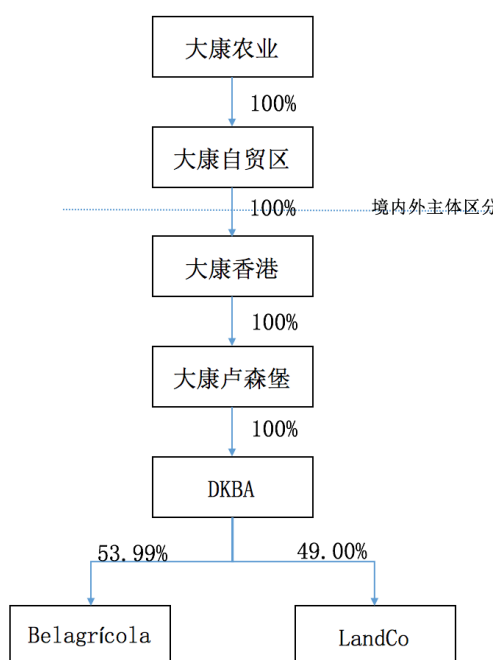 大康农业
100%
大康自贸区
100%
境内外主体区分
大康香港
100%
大康卢森堡
100%
DKBA
53.99%
49.00%
Belagrícola
LandCo